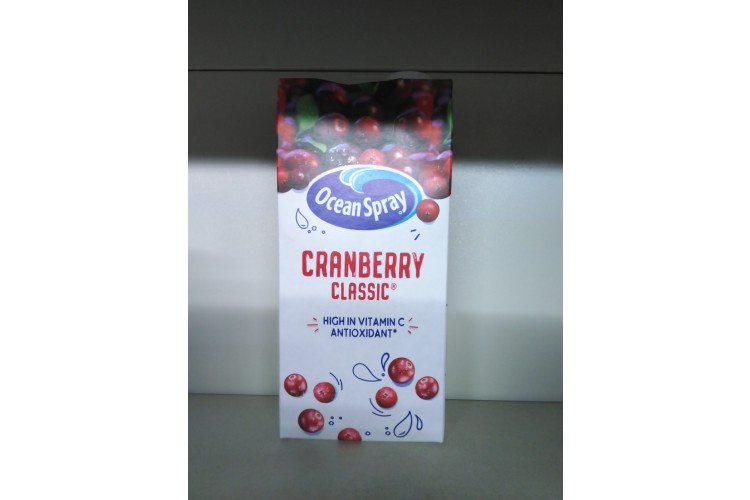 Ocean Spray®
CRANBERRY
CLASSIC®
HIGH IN VITAMIN C
ANTIOXIDANT*